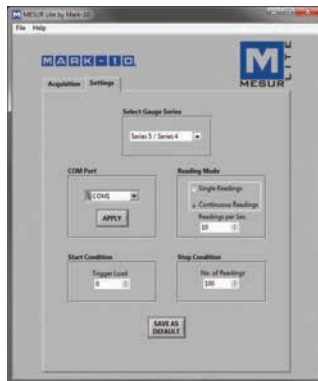 MESUR Lite by Mark-10
File Help
MARK-10
M
MESUR
LITE
Acquisition Settings
Select Gauge Series
Series 5 / Series 4
COM Port
COM1
APPLY
Reading Mode
Single Readings
Continuous Readings
Readings per Sec.
10
Start Condition
Trigger Load
0
Stop Condition
No. of Readings
100
SAVE AS
DEFAULT